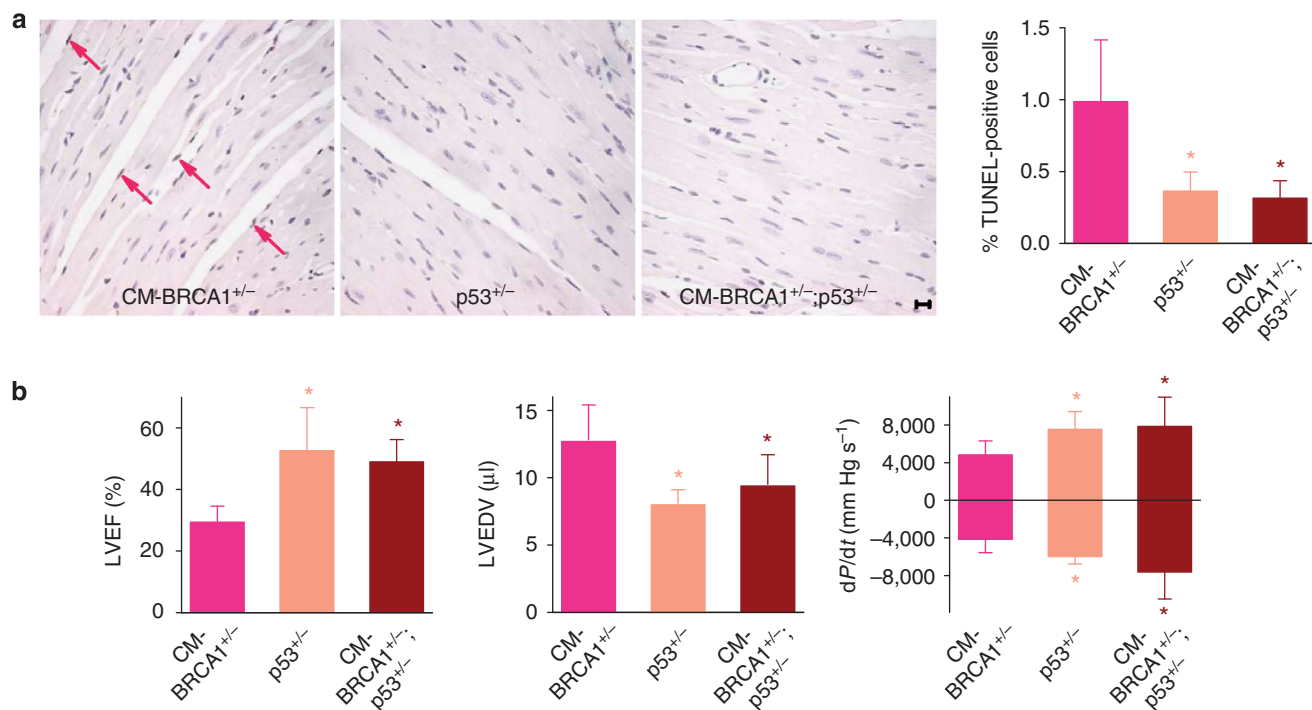 a
CM-BRCA1+/–
p53+/–
CM-BRCA1+/–;p53+/–
% TUNEL-positive cells
1.5
1.0
0.5
0.0
*
*
CM-
BRCA1+/–
p53+/–
CM-
BRCA1+/–;
p53+/–
b
LVEF (%)
60
40
20
0
*
*
CM-
BRCA1+/–
p53+/–
CM-
BRCA1+/–;
p53+/–
LVEDV (µl)
15
10
5
0
*
*
CM-
BRCA1+/–
p53+/–
CM-
BRCA1+/–;
p53+/–
dP/dt (mm Hg s–1)
8,000
4,000
0
–4,000
–8,000
*
*
*
*
CM-
BRCA1+/–
p53+/–
CM-
BRCA1+/–;
p53+/–